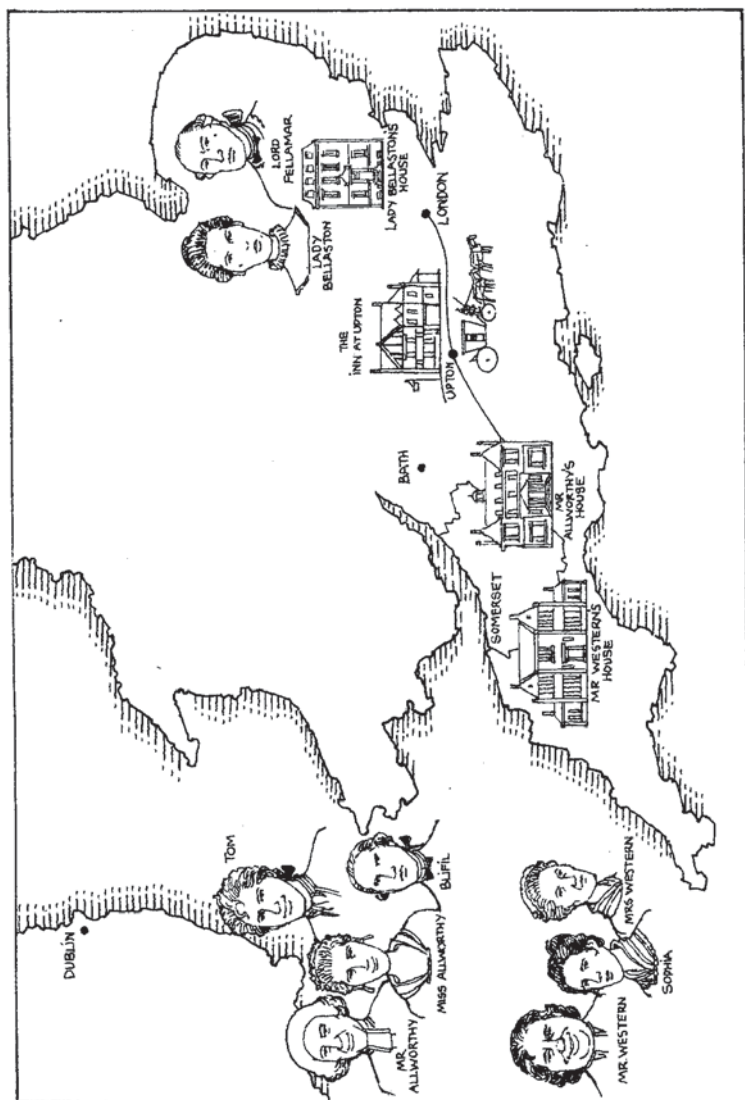 DUBLIN
TOM
MR
ALLWORTHY
MISS ALLWORTHY
BLIFIL
MR. WESTERN
SOPHIA
MRS WESTERN
SOMERSET
MR WESTERN'S
HOUSE
MR
ALLWORTHY'S
HOUSE
BATH
THE
INN AT UPTON
UPTON
LADY
BELLASTON
LORD
FELLAMAR
LADY BELLASTON'S
HOUSE
LONDON